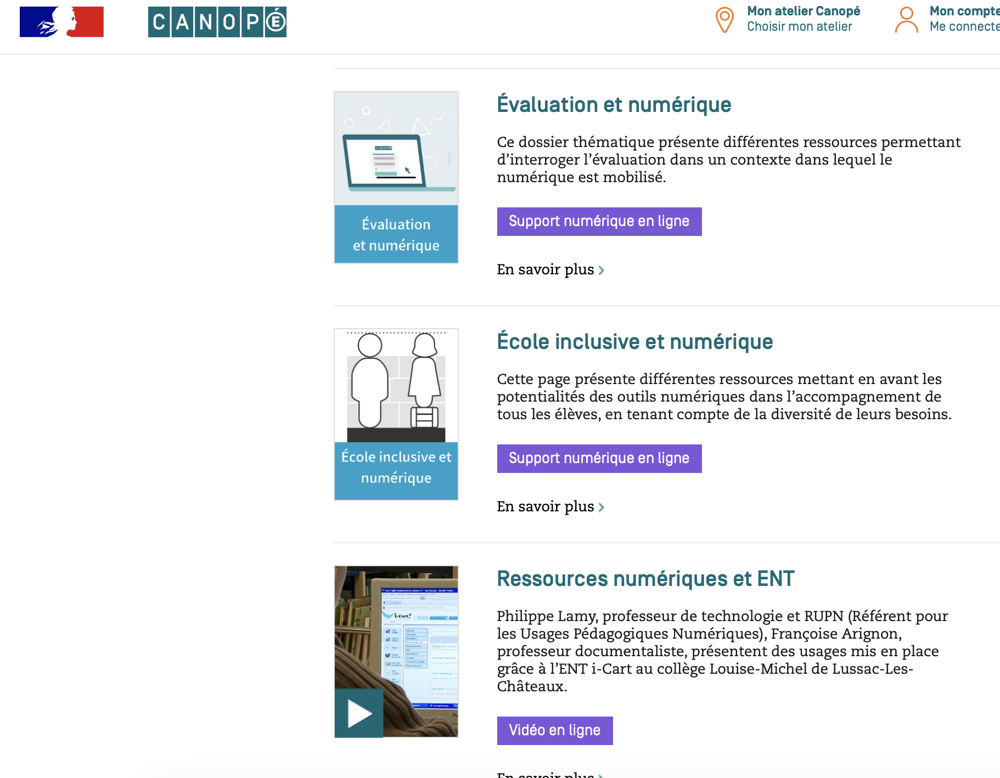 CANOPÉ
Mon atelier Canopé
Choisir mon atelier
Mon compte
Me connecte
CANOPÉ
Évaluation
et numérique
Évaluation et numérique
Ce dossier thématique présente différentes ressources permettant
d’interroger l’évaluation dans un contexte dans lequel le
numérique est mobilisé.
Support numérique en ligne
En savoir plus
École inclusive et
numérique
École inclusive et numérique
Cette page présente différentes ressources mettant en avant les
potentialités des outils numériques dans l’accompagnement de
tous les élèves, en tenant compte de la diversité de leurs besoins.
Support numérique en ligne
En savoir plus
i-Cart!
Ressources numériques et ENT
Philippe Lamy, professeur de technologie et RUPN (Référent pour
les Usages Pédagogiques Numériques), Françoise Arignon,
professeur documentaliste, présentent des usages mis en place
grâce à l’ENT i-Cart au collège Louise-Michel de Lussac-Les-
Châteaux.
Vidéo en ligne
En savoir plus